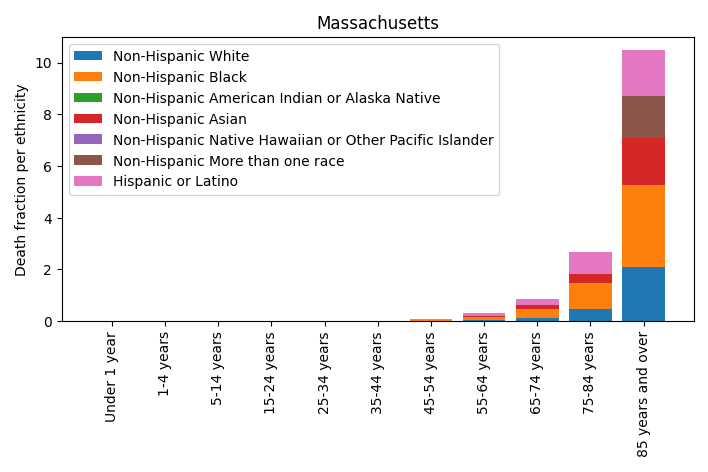 Massachusetts
Non-Hispanic White
Non-Hispanic Black
Non-Hispanic American Indian or Alaska Native
Non-Hispanic Asian
Non-Hispanic Native Hawaiian or Other Pacific Islander
Non-Hispanic More than one race
Hispanic or Latino
Death fraction per ethnicity
10
8
6
4
2
0
Under 1 year
1-4 years
5-14 years
15-24 years
25-34 years
35-44 years
45-54 years
55-64 years
65-74 years
75-84 years
85 years and over